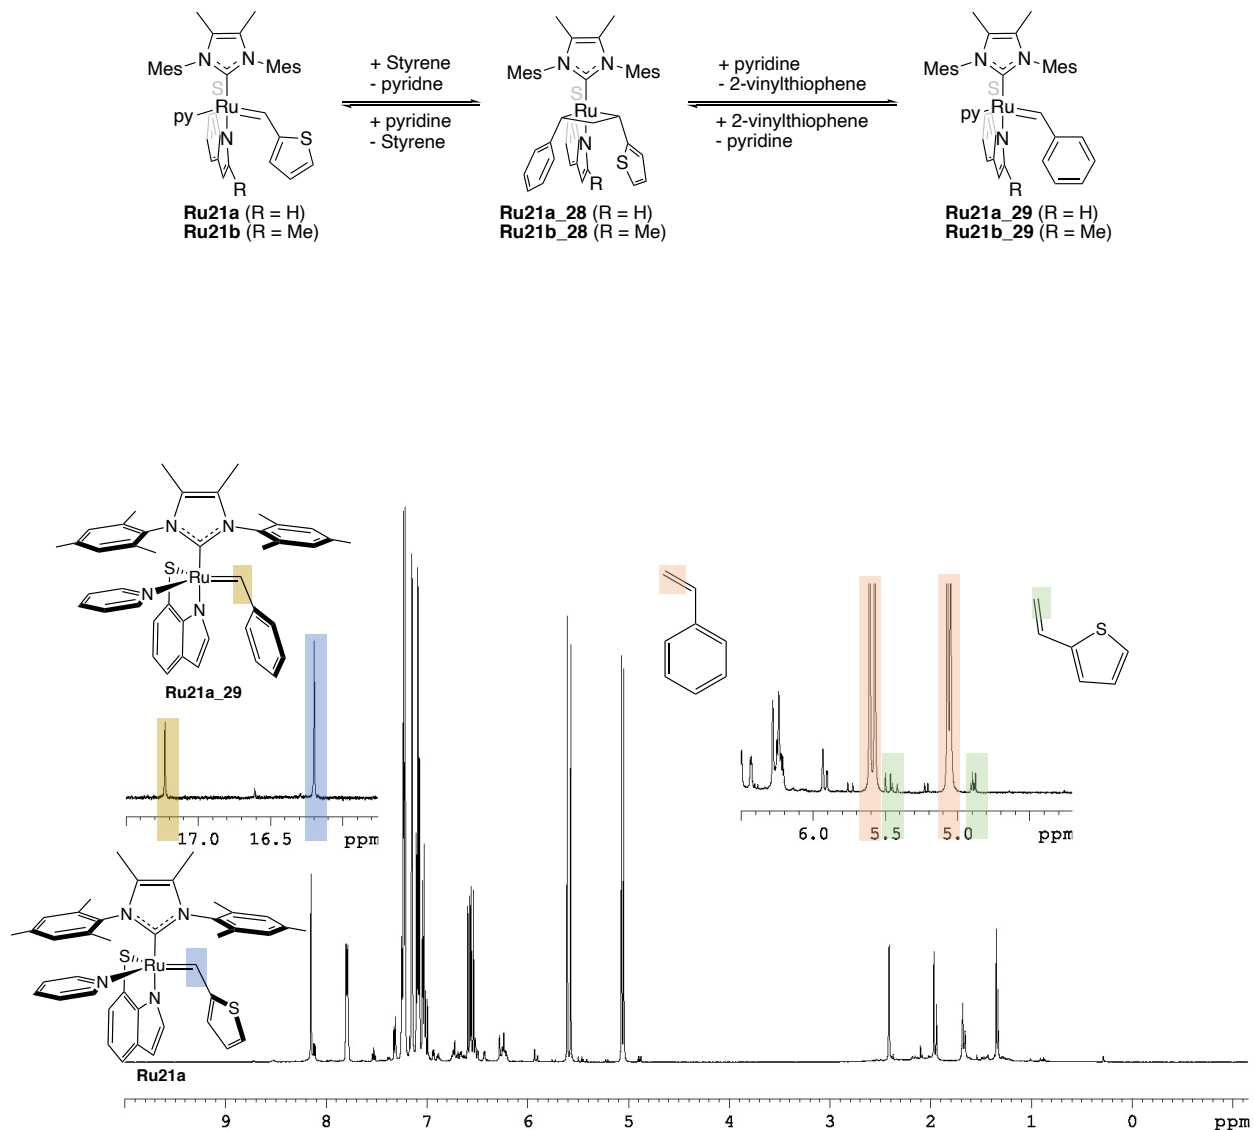 N
N
Mes
Mes
S
Ru
py
N
S
R
Ru21a (R = H)
Ru21b (R = Me)
+ Styrene
- pyridne
+ pyridine
- Styrene
N
N
Mes
Mes
S
Ru
N
S
R
Ru21a_28 (R = H)
Ru21b_28 (R = Me)
+ pyridine
- 2-vinylthiophene
+ 2-vinylthiophene
- pyridine
N
N
Mes
Mes
S
Ru
py
N
R
Ru21a_29 (R = H)
Ru21b_29 (R = Me)
N
N
S
Ru
N
N
Ru21a_29
S
17.0 16.5 ppm
6.0 5.5 5.0 ppm
N
N
S
Ru
N
N
S
Ru21a
9 8 7 6 5 4 3 2 1 0 ppm